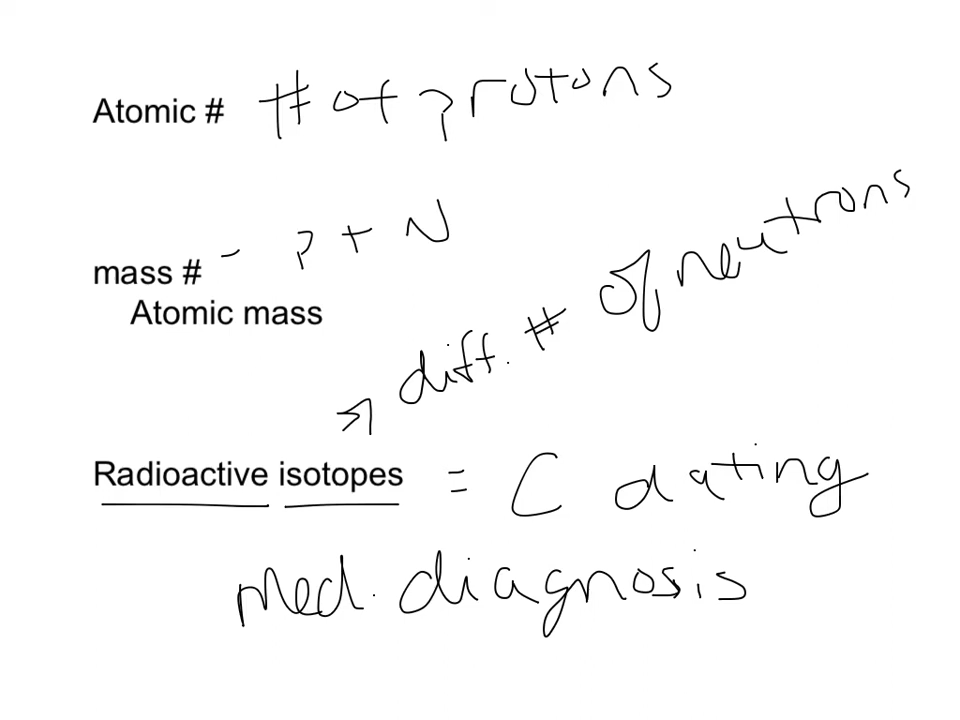 Atomic # # of protons
mass # - P + N
Atomic mass
→ diff. # of neutrons
Radioactive isotopes = C dating
Med. diagnosis